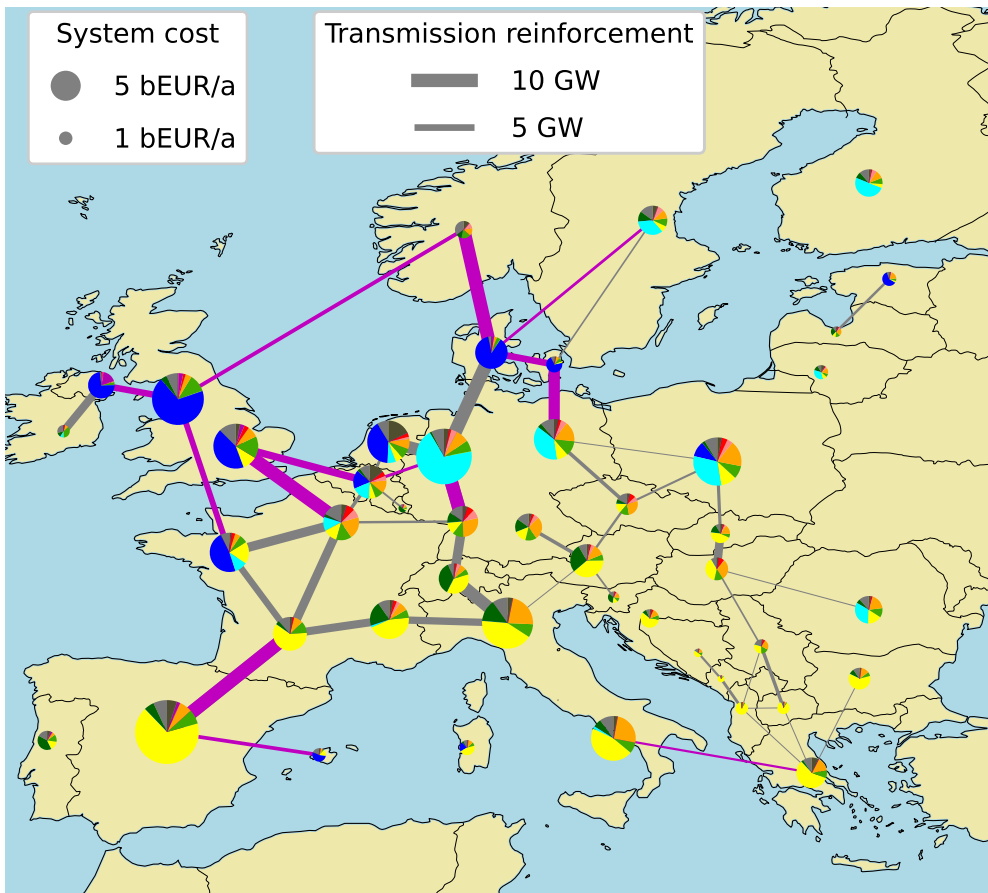 System cost
5 bEUR/a
1 bEUR/a
Transmission reinforcement
10 GW
5 GW